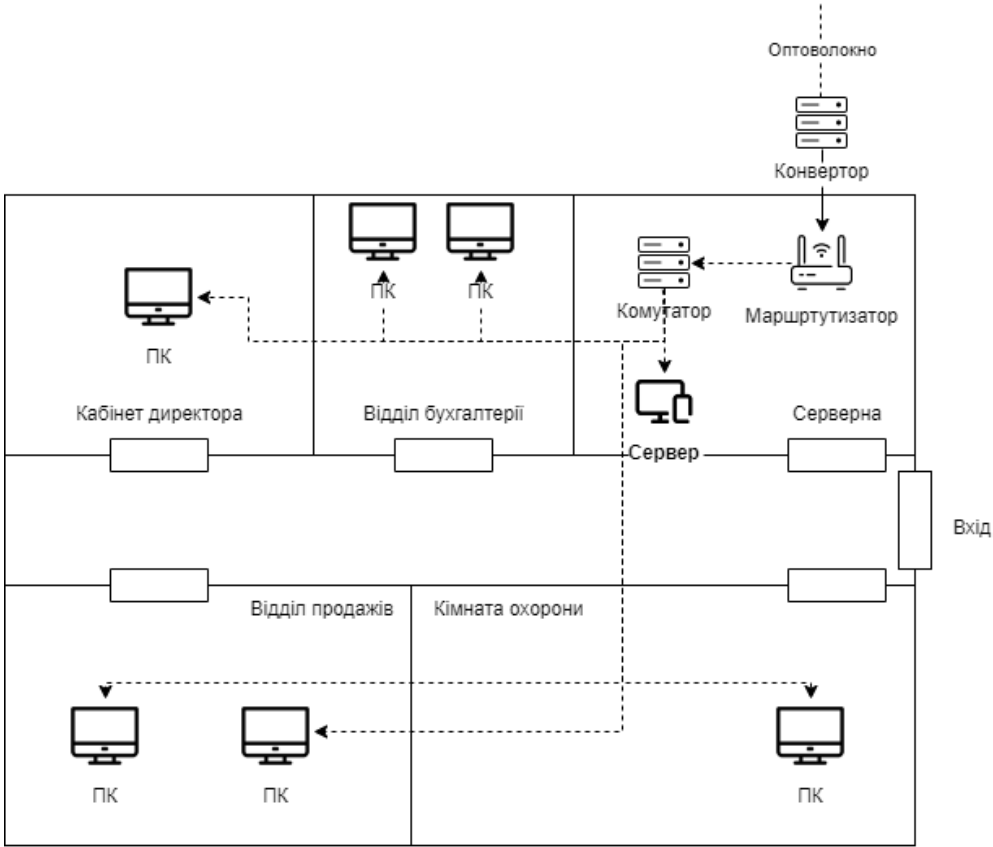 Оптоволокно
Конвертор
ПК
ПК
Комутатор
Маршртутизатор
ПК
Кабінет директора
Відділ бухгалтерії
Серверна
Сервер
Вхід
Відділ продажів
Кімната охорони
ПК
ПК
ПК